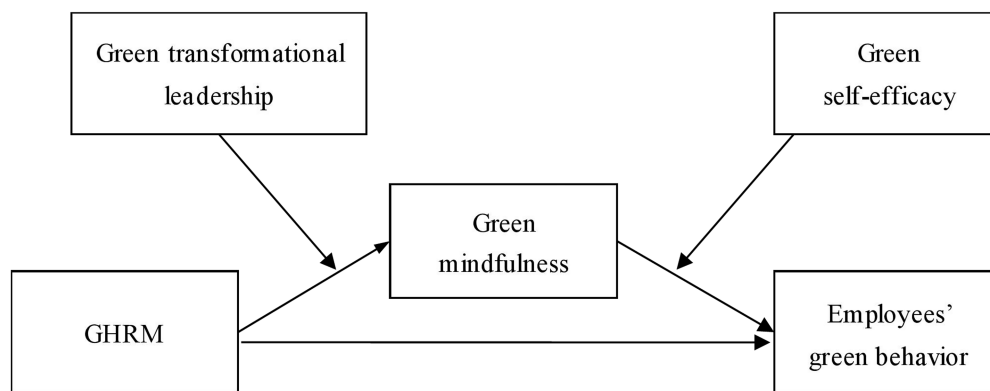 Green transformational
leadership
Green
self-efficacy
Green
mindfulness
GHRM
Employees’
green behavior